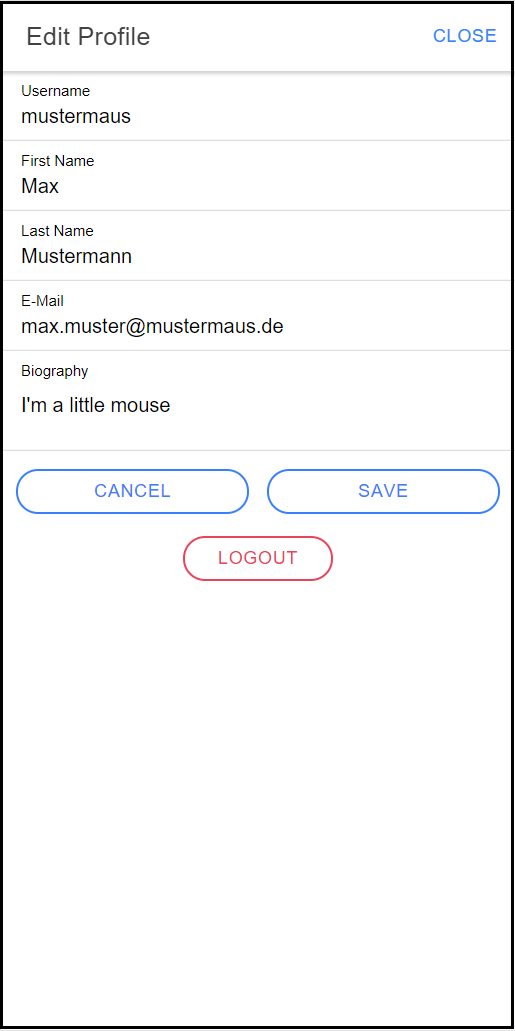 Edit Profile CLOSE
Username
mustermaus
First Name
Max
Last Name
Mustermann
E-Mail
max.muster@mustermaus.de
Biography
I'm a little mouse
CANCEL SAVE
LOGOUT